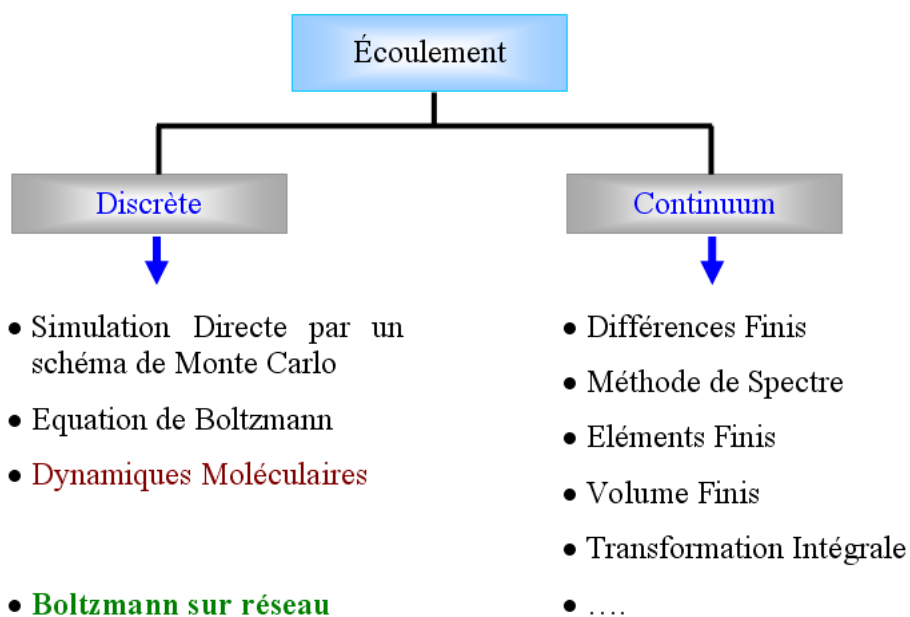 Écoulement
Discrète
• Simulation Directe par un
schéma de Monte Carlo
• Equation de Boltzmann
• Dynamiques Moléculaires
• Boltzmann sur réseau
Continuum
• Différences Finis
• Méthode de Spectre
• Eléments Finis
• Volume Finis
• Transformation Intégrale
• ….